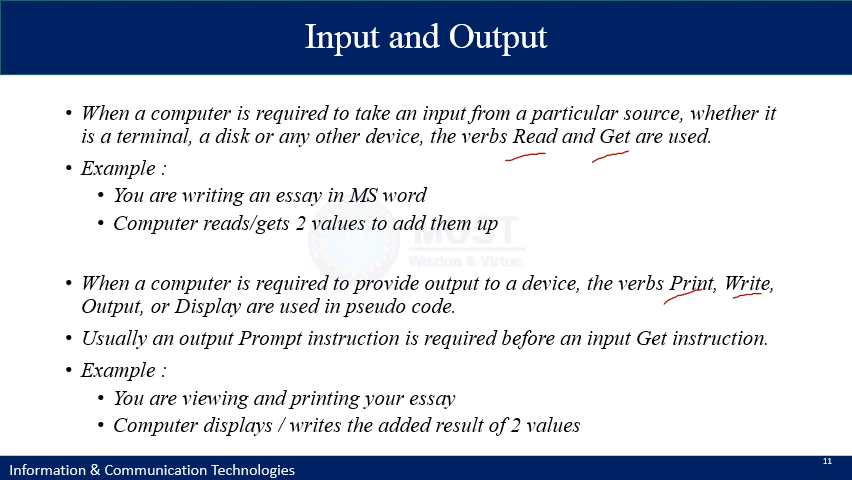 Input and Output
• When a computer is required to take an input from a particular source, whether it
is a terminal, a disk or any other device, the verbs Read and Get are used.
• Example :
• You are writing an essay in MS word
• Computer reads/gets 2 values to add them up
MUST
Wisdom & Virtue
• When a computer is required to provide output to a device, the verbs Print, Write,
Output, or Display are used in pseudo code.
• Usually an output Prompt instruction is required before an input Get instruction.
• Example :
• You are viewing and printing your essay
• Computer displays / writes the added result of 2 values
Information & Communication Technologies
11